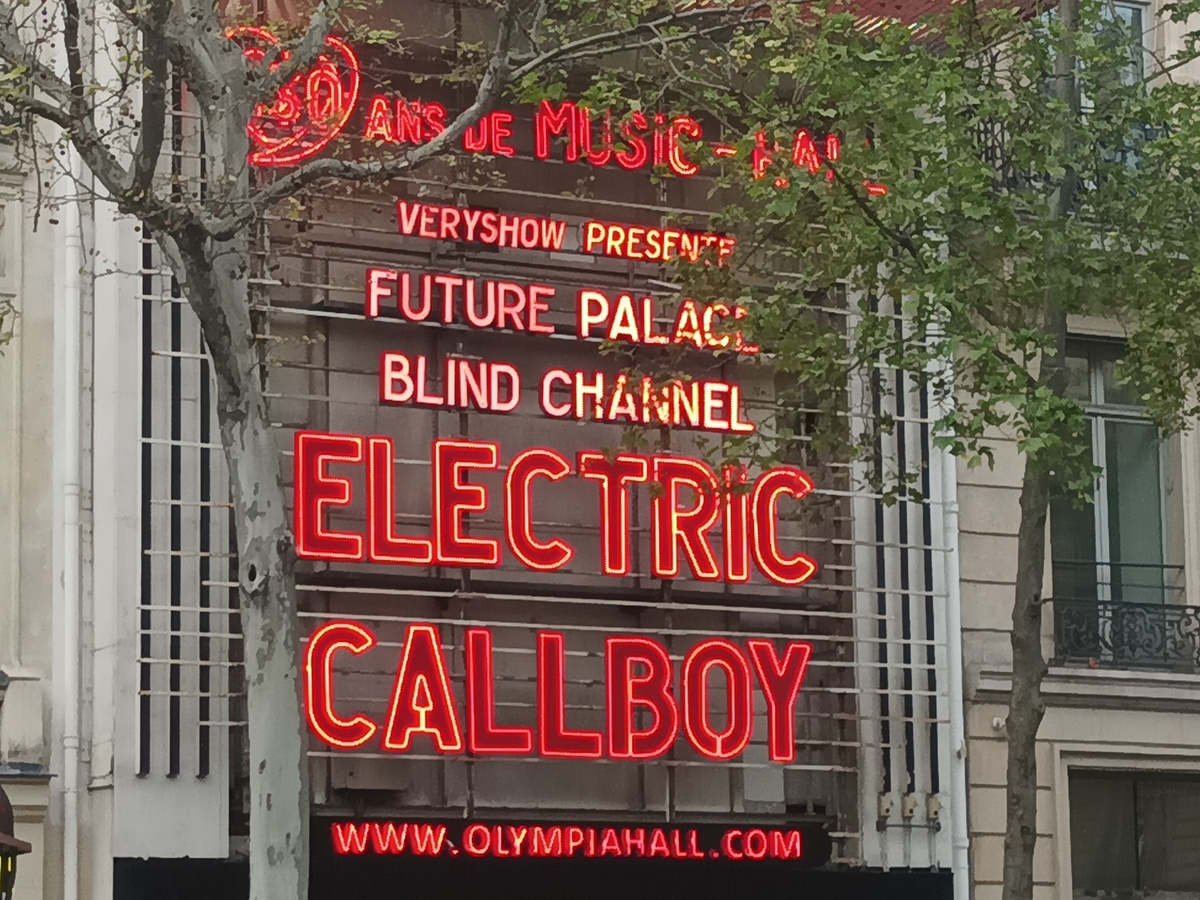 ANS DE MUSIC-HALL
VERYSHOW PRESENTE
FUTURE PALACE
BLIND CHANNEL
ELECTRIC
CALLBOY
WWW.OLYMPIAHALL.COM